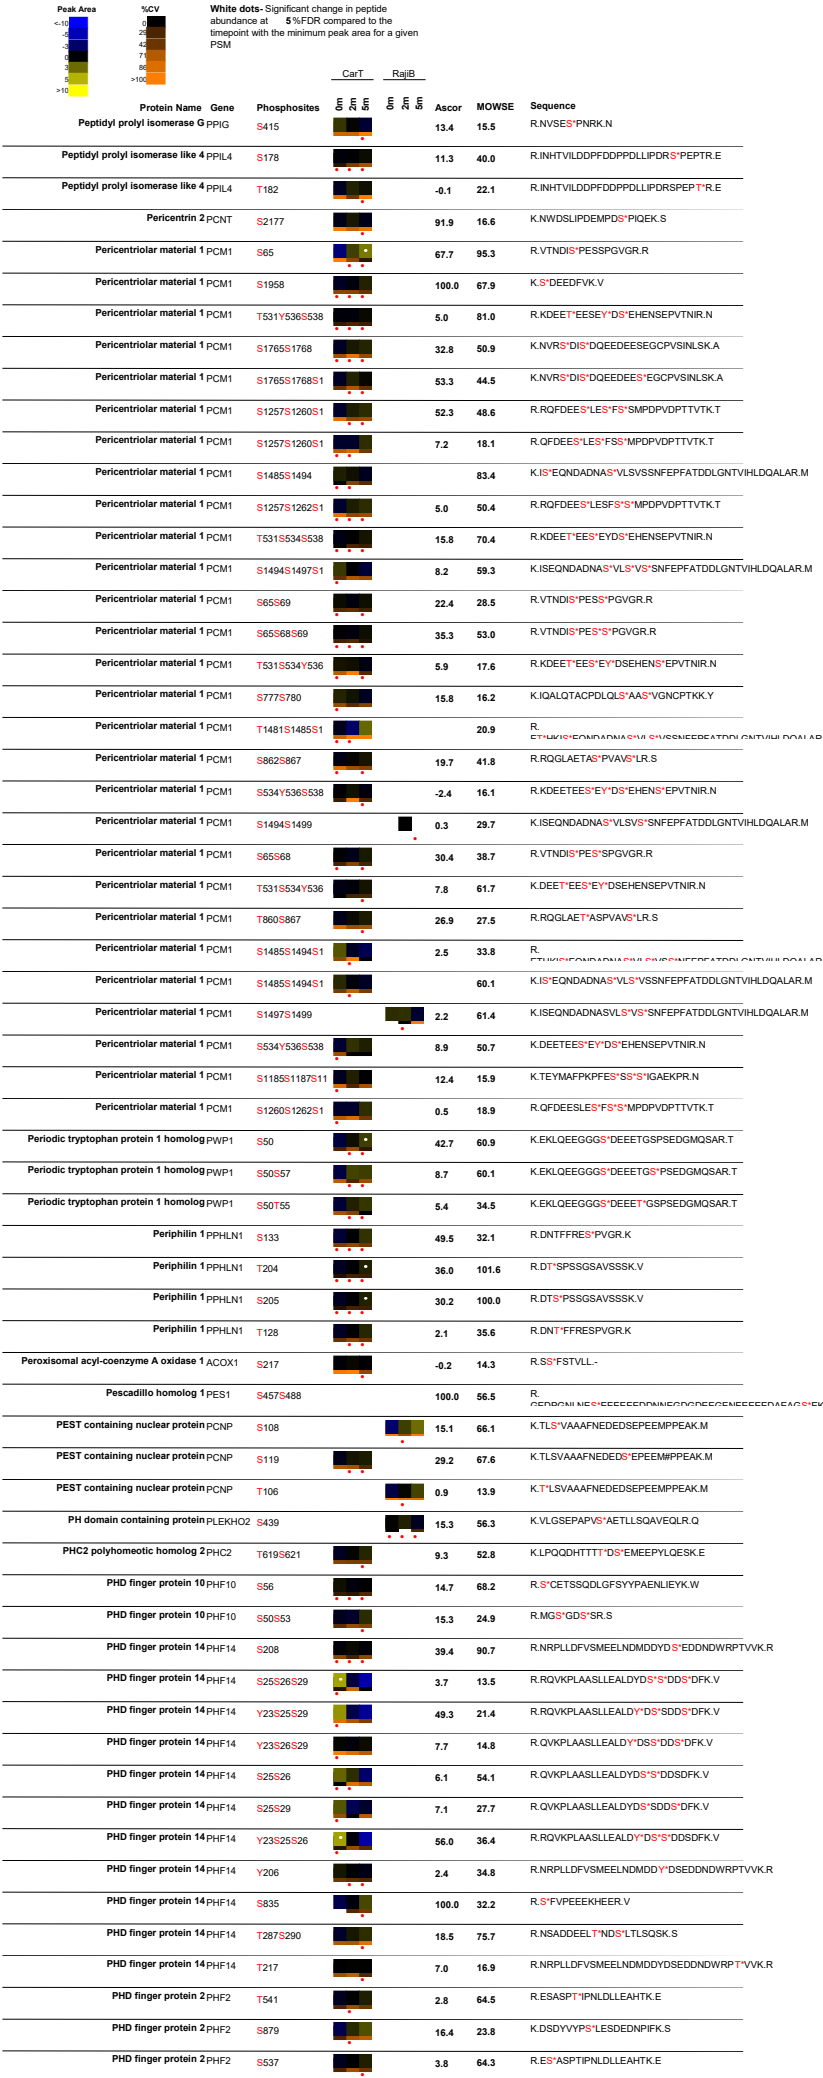 Peak Area
<-10
-5
-3
0
3
5
>10
%CV
0
29
42
71
86
>100
White dots- Significant change in peptide
abundance at 5 %FDR compared to the
timepoint with the minimum peak area for a given
PSM
CarT RajiB
Protein Name Gene Phosphosites 0m 2m 5m 0m 2m 5m Ascor MOWSE Sequence
Peptidyl prolyl isomerase G PPIG S415 13.4 15.5 R.NVSES*PNRK.N
Peptidyl prolyl isomerase like 4 PPIL4 S178 11.3 40.0 R.INHTVILDDPFDDPPDLLIPDRS*PEPTR.E
Peptidyl prolyl isomerase like 4 PPIL4 T182 -0.1 22.1 R.INHTVILDDPFDDPPDLLIPDRSPEPT*R.E
Pericentrin 2 PCNT S2177 91.9 16.6 K.NWDSLIPDEMPDS*PIQEK.S
Pericentriolar material 1 PCM1 S65 67.7 95.3 R.VTNDIS*PESSPGVGR.R
Pericentriolar material 1 PCM1 S1958 100.0 67.9 K.S*DEEDFVK.V
Pericentriolar material 1 PCM1 T531Y536S538 5.0 81.0 R.KDEET*EESEY*DS*EHENSEPVTNIR.N
Pericentriolar material 1 PCM1 S1765S1768 32.8 50.9 K.NVRS*DIS*DQEEDEESEGCPVSINLSK.A
Pericentriolar material 1 PCM1 S1765S1768S1 53.3 44.5 K.NVRS*DIS*DQEEDEES*EGCPVSINLSK.A
Pericentriolar material 1 PCM1 S1257S1260S1 52.3 48.6 R.RQFDEES*LES*FS*SMPDPVDPTTVTK.T
Pericentriolar material 1 PCM1 S1257S1260S1 7.2 18.1 R.QFDEES*LES*FSS*MPDPVDPTTVTK.T
Pericentriolar material 1 PCM1 S1485S1494 83.4 K.IS*EQNDADNAS*VLSVSSNFEPFATDDLGNTVIHLDQALAR.M
Pericentriolar material 1 PCM1 S1257S1262S1 5.0 50.4 R.RQFDEES*LESFS*S*MPDPVDPTTVTK.T
Pericentriolar material 1 PCM1 T531S534S538 15.8 70.4 R.KDEET*EES*EYDS*EHENSEPVTNIR.N
Pericentriolar material 1 PCM1 S1494S1497S1 8.2 59.3 K.ISEQNDADNAS*VLS*VS*SNFEPFATDDLGNTVIHLDQALAR.M
Pericentriolar material 1 PCM1 S65S69 22.4 28.5 R.VTNDIS*PESS*PGVGR.R
Pericentriolar material 1 PCM1 S65S68S69 35.3 53.0 R.VTNDIS*PES*S*PGVGR.R
Pericentriolar material 1 PCM1 T531S534Y536 5.9 17.6 R.KDEET*EES*EY*DSEHENS*EPVTNIR.N
Pericentriolar material 1 PCM1 S777S780 15.8 16.2 K.IQALQTACPDLQLS*AAS*VGNCPTKK.Y
Pericentriolar material 1 PCM1 T1481S1485S1 20.9 R.
ET*HKIS*EQNDADNAS*VLS*VSSNFEPFATDDLGNTVIHLDQALAR
Pericentriolar material 1 PCM1 S862S867 19.7 41.8 R.RQGLAETAS*PVAVS*LR.S
Pericentriolar material 1 PCM1 S534Y536S538 -2.4 16.1 R.KDEETEES*EY*DS*EHENS*EPVTNIR.N
Pericentriolar material 1 PCM1 S1494S1499 0.3 29.7 K.ISEQNDADNAS*VLSVS*SNFEPFATDDLGNTVIHLDQALAR.M
Pericentriolar material 1 PCM1 S65S68 30.4 38.7 R.VTNDIS*PES*SPGVGR.R
Pericentriolar material 1 PCM1 T531S534Y536 7.8 61.7 K.DEET*EES*EY*DSEHENSEPVTNIR.N
Pericentriolar material 1 PCM1 T860S867 26.9 27.5 R.RQGLAET*ASPVAVS*LR.S
Pericentriolar material 1 PCM1 S1485S1494S1 2.5 33.8 R.
ETHKIS*EQNDADNAS*VLS*VSS*NFEPFATDDLGNTVIHLDQALAR
Pericentriolar material 1 PCM1 S1485S1494S1 60.1 K.IS*EQNDADNAS*VLS*VSSNFEPFATDDLGNTVIHLDQALAR.M
Pericentriolar material 1 PCM1 S1497S1499 2.2 61.4 K.ISEQNDADNASVLS*VS*SNFEPFATDDLGNTVIHLDQALAR.M
Pericentriolar material 1 PCM1 S534Y536S538 8.9 50.7 K.DEETEES*EY*DS*EHENSEPVTNIR.N
Pericentriolar material 1 PCM1 S1185S1187S11 12.4 15.9 K.TEYMAFPKPFES*SS*S*IGAEKPR.N
Pericentriolar material 1 PCM1 S1260S1262S1 0.5 18.9 R.QFDEESLES*FS*S*MPDPVDPTTVTK.T
Periodic tryptophan protein 1 homolog PWP1 S50 42.7 60.9 K.EKLQEEGGGS*DEEETGSPSEDGMQSAR.T
Periodic tryptophan protein 1 homolog PWP1 S50S57 8.7 60.1 K.EKLQEEGGGS*DEEETGS*PSEDGMQSAR.T
Periodic tryptophan protein 1 homolog PWP1 S50T55 5.4 34.5 K.EKLQEEGGGS*DEEET*GSPSEDGMQSAR.T
Periphilin 1 PPHLN1 S133 49.5 32.1 R.DNTFFRES*PVGR.K
Periphilin 1 PPHLN1 T204 36.0 101.6 R.DT*SPSSGSAVSSSK.V
Periphilin 1 PPHLN1 S205 30.2 100.0 R.DTS*PSSGSAVSSSK.V
Periphilin 1 PPHLN1 T128 2.1 35.6 R.DNT*FFRESPVGR.K
Peroxisomal acyl-coenzyme A oxidase 1 ACOX1 S217 -0.2 14.3 R.SS*FSTVLL.-
Pescadillo homolog 1 PES1 S457S488 100.0 56.5 R.
PEST containing nuclear protein PCNP S108 15.1 66.1 K.TLS*VAAAFNEDEDSEPEEMPPEAK.M
PEST containing nuclear protein PCNP S119 29.2 67.6 K.TLSVAAAFNEDEDS*EPEEM#PPEAK.M
PEST containing nuclear protein PCNP T106 0.9 13.9 K.T*LSVAAAFNEDEDSEPEEMPPEAK.M
PH domain containing protein PLEKHO2 S439 15.3 56.3 K.VLGSEPAPVS*AETLLSQAVEQLR.Q
PHC2 polyhomeotic homolog 2 PHC2 T619S621 9.3 52.8 K.LPQQDHTTTT*DS*EMEEPYLQESK.E
PHD finger protein 10 PHF10 S56 14.7 68.2 R.S*CETSSQDLGFSYYPAENLIEYK.W
PHD finger protein 10 PHF10 S50S53 15.3 24.9 R.MGS*GDS*SR.S
PHD finger protein 14 PHF14 S208 39.4 90.7 R.NRPLLDFVSMEELNDMDDYDS*EDDNDWRPTVVK.R
PHD finger protein 14 PHF14 S25S26S29 3.7 13.5 R.RQVKPLAASLLEALDYDS*S*DDS*DFK.V
PHD finger protein 14 PHF14 Y23S25S29 49.3 21.4 R.RQVKPLAASLLEALDY*DS*SDDS*DFK.V
PHD finger protein 14 PHF14 Y23S26S29 7.7 14.8 R.QVKPLAASLLEALDY*DSS*DDS*DFK.V
PHD finger protein 14 PHF14 S25S26 6.1 54.1 R.QVKPLAASLLEALDYDS*S*DDSDFK.V
PHD finger protein 14 PHF14 S25S29 7.1 27.7 R.QVKPLAASLLEALDYDS*SDDS*DFK.V
PHD finger protein 14 PHF14 Y23S25S26 56.0 36.4 R.RQVKPLAASLLEALDY*DS*S*DDSDFK.V
PHD finger protein 14 PHF14 Y206 2.4 34.8 R.NRPLLDFVSMEELNDMDDY*DSEDDNDWRPTVVK.R
PHD finger protein 14 PHF14 S835 100.0 32.2 R.S*FVPEEEKHEER.V
PHD finger protein 14 PHF14 T287S290 18.5 75.7 R.NSADDEELT*NDS*LTLSQSK.S
PHD finger protein 14 PHF14 T217 7.0 16.9 R.NRPLLDFVSMEELNDMDDYDSEDDNDWRPT*VVK.R
PHD finger protein 2 PHF2 T541 2.8 64.5 R.ESASPT*IPNLDLLEAHTK.E
PHD finger protein 2 PHF2 S879 16.4 23.8 K.DSDYVYPS*LESDEDNPIFK.S
PHD finger protein 2 PHF2 S537 3.8 64.3 R.ES*ASPTIPNLDLLEAHTK.E